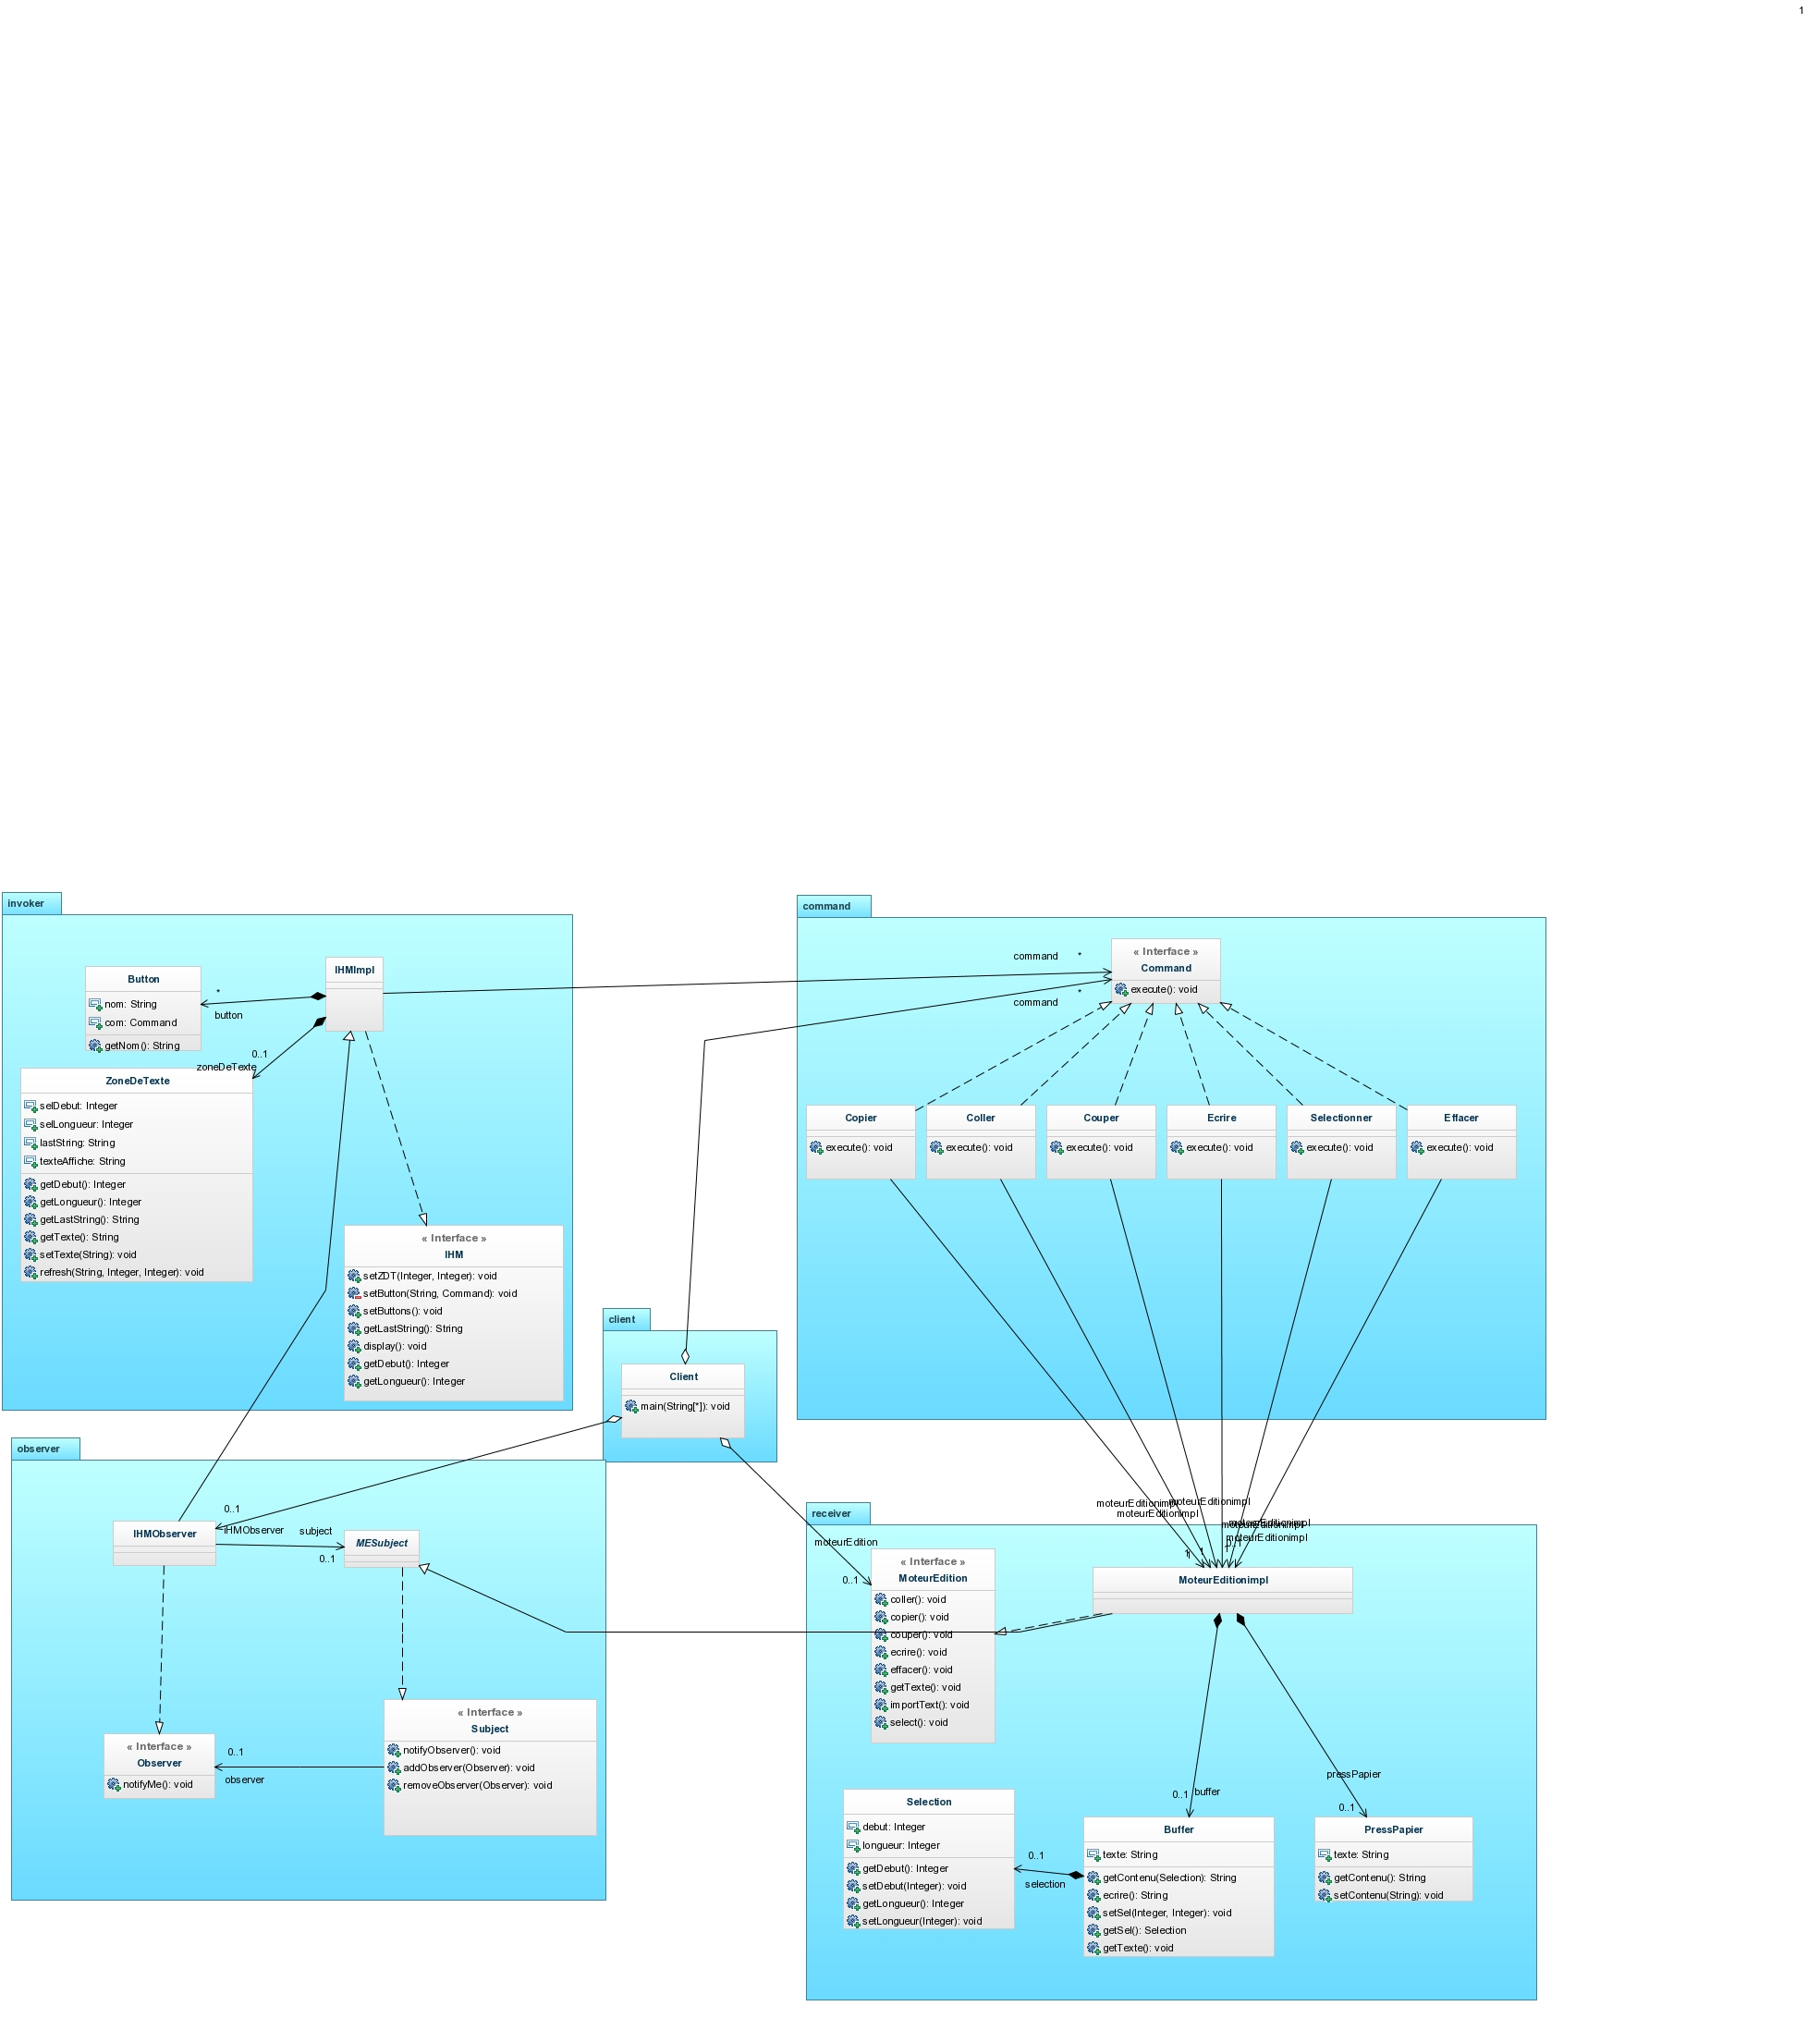 1
invoker
Button
nom: String
com: Command
getNom(): String
IHMImpl
*
button
0..1
zoneDeTexte
ZoneDeTexte
selDebut: Integer
selLongueur: Integer
lastString: String
texteAffiche: String
getDebut(): Integer
getLongueur(): Integer
getLastString(): String
getTexte(): String
setTexte(String): void
refresh(String, Integer, Integer): void
« Interface »
IHM
setZDT(Integer, Integer): void
setButton(String, Command): void
setButtons(): void
getLastString(): String
display(): void
getDebut(): Integer
getLongueur(): Integer
command
command *
command *
« Interface »
Command
execute(): void
Copier
execute(): void
Coller
execute(): void
Couper
execute(): void
Ecrire
execute(): void
Selectionner
execute(): void
Effacer
execute(): void
client
Client
main(String[*]): void
observer
0..1
iHMObserver
IHMObserver
subject
0..1
MESubject
« Interface »
Observer
notifyMe(): void
0..1
observer
« Interface »
Subject
notifyObserver(): void
addObserver(Observer): void
removeObserver(Observer): void
receiver
moteurEdition
0..1
« Interface »
MoteurEdition
coller(): void
copier(): void
couper(): void
ecrire(): void
effacer(): void
getTexte(): void
importText(): void
select(): void
moteurEditionimpl
moteurEditionimpl
moteurEditionimpl
moteurEditionimpl
moteurEditionimpl
moteurEditionimpl
1
1
MoteurEditionimpl
0..1
buffer
pressPapier
0..1
Selection
debut: Integer
longueur: Integer
getDebut(): Integer
setDebut(Integer): void
getLongueur(): Integer
setLongueur(Integer): void
0..1
selection
Buffer
texte: String
getContenu(Selection): String
ecrire(): String
setSel(Integer, Integer): void
getSel(): Selection
getTexte(): void
PressPapier
texte: String
getContenu(): String
setContenu(String): void